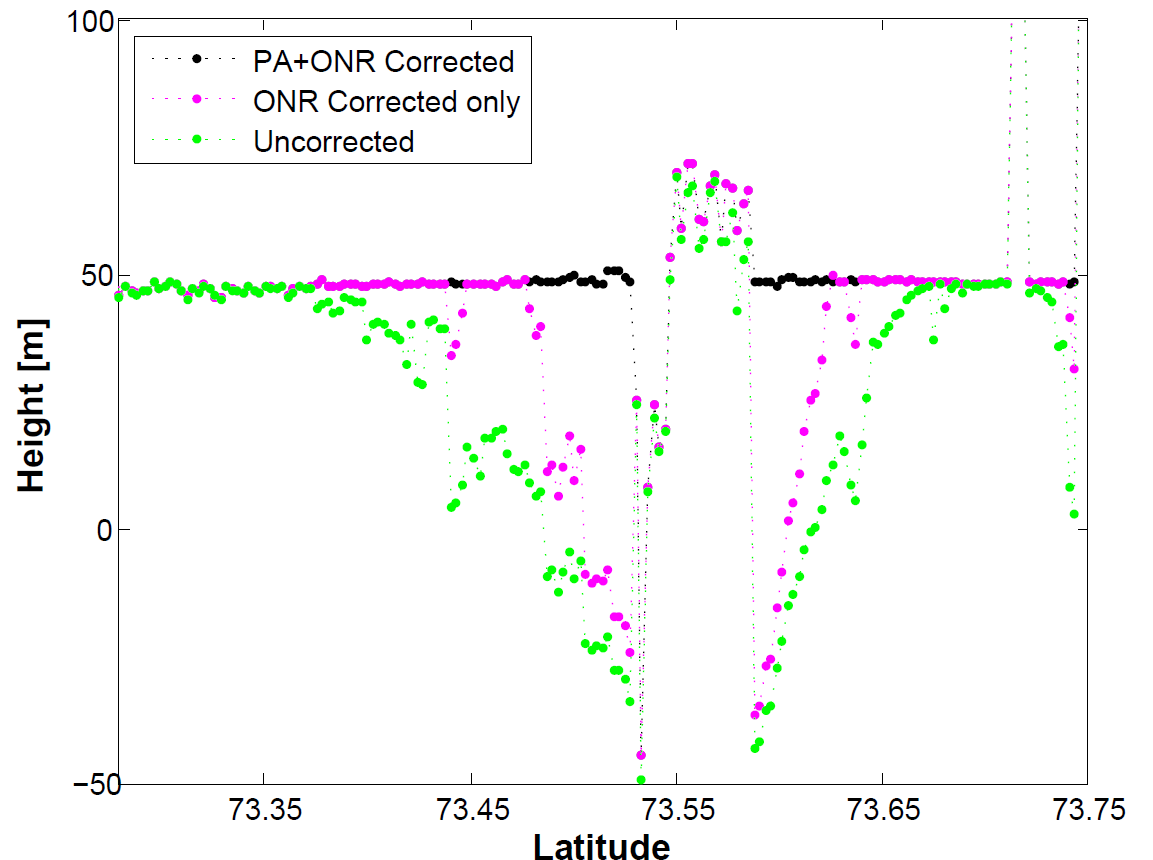 100
PA+ONR Corrected
ONR Corrected only
Uncorrected
50
Height [m]
0
−50
73.35 73.45 73.55 73.65 73.75
Latitude